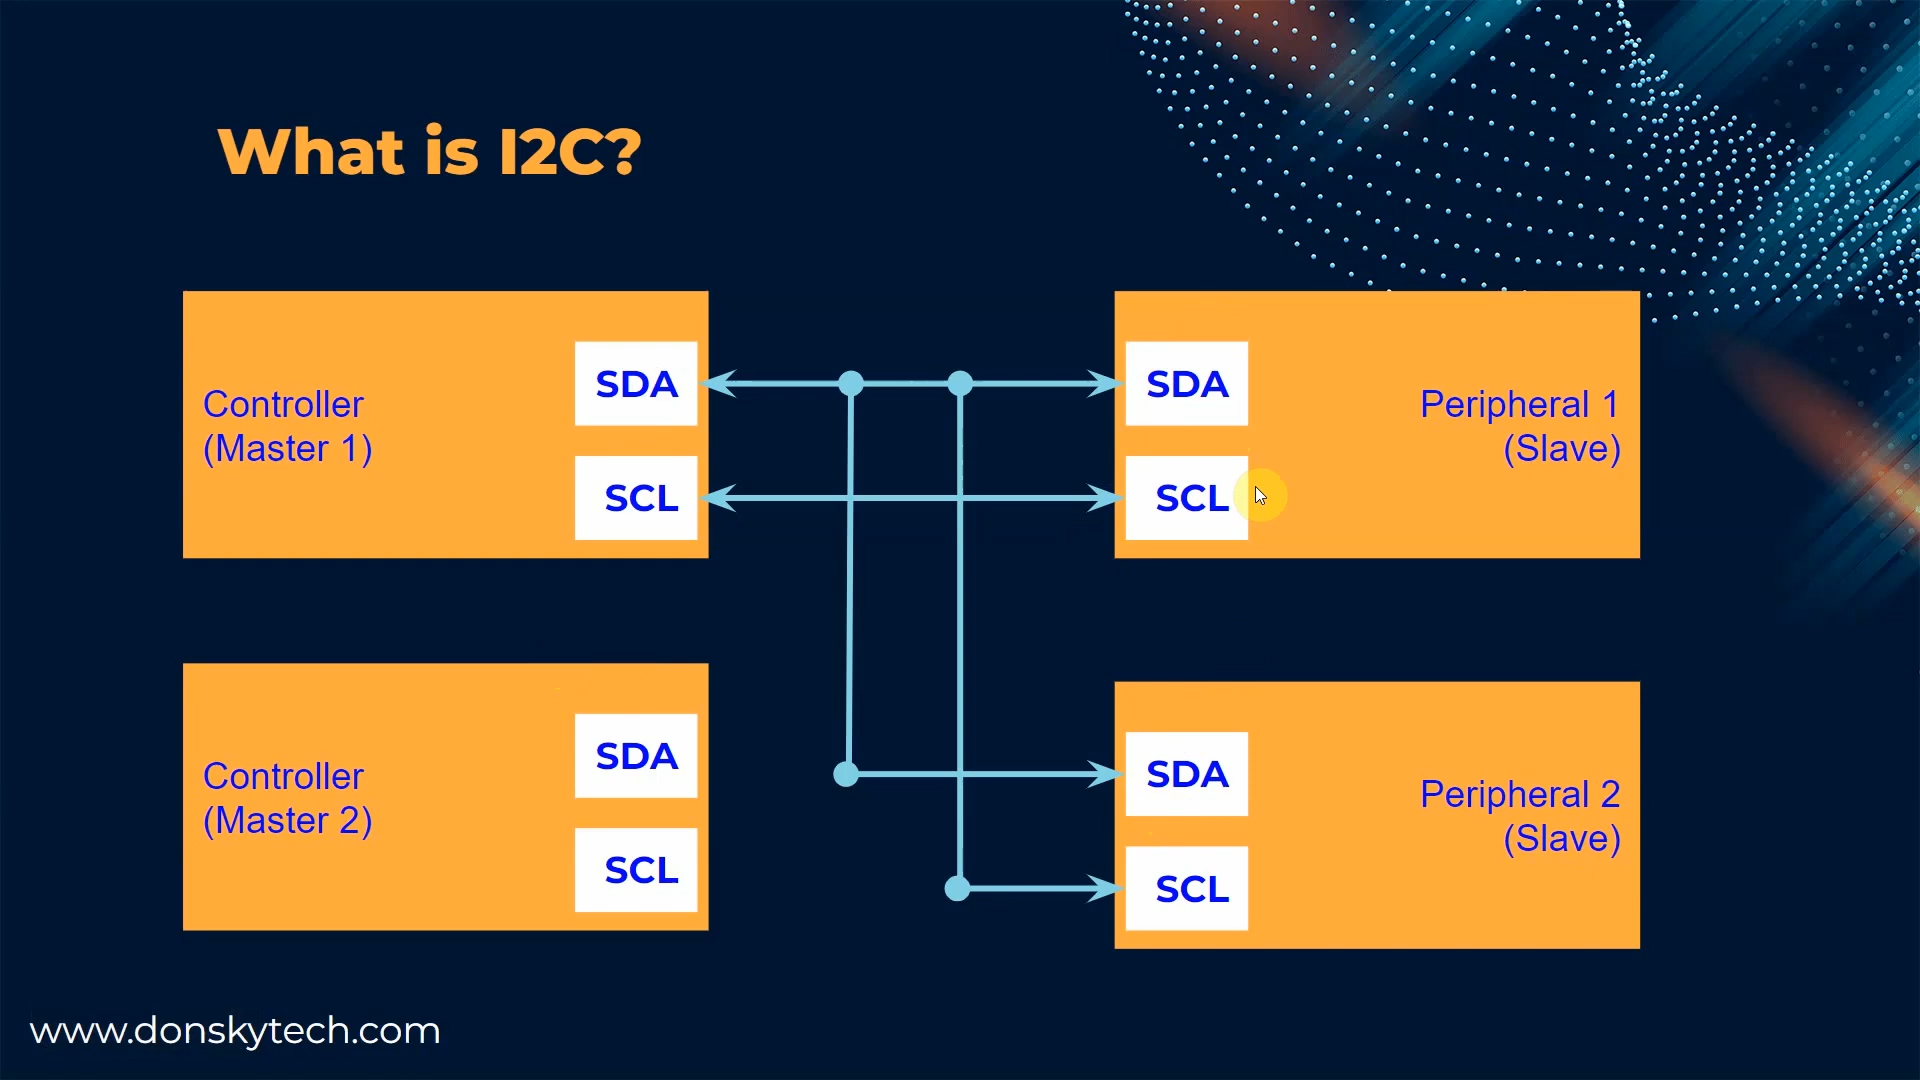 What is I2C?
Controller
(Master 1)
SDA
SCL
SDA
SCL
Peripheral 1
(Slave)
Controller
(Master 2)
SDA
SCL
SDA
SCL
Peripheral 2
(Slave)
www.donskytech.com